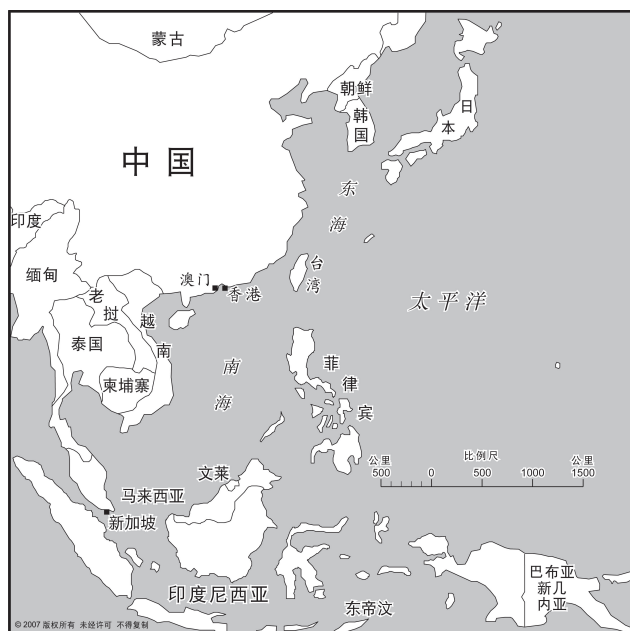 蒙古
朝鲜
韩国
日本
中国
东海
印度
缅甸
澳门
香港
台湾
太平洋
老挝
越南
泰国
南海
柬埔寨
菲律宾
比例尺
公里 公里
500 0 500 1000 1500
文莱
马来西亚
新加坡
印度尼西亚
东帝汶
巴布亚
新几
内亚
© 2007 版权所有 未经许可 不得复制